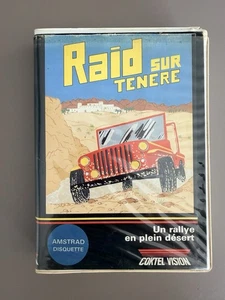 Raid SUR
TENERE
Un rallye
en plein désert
AMSTRAD
DISQUETTE
COKTEL VISION